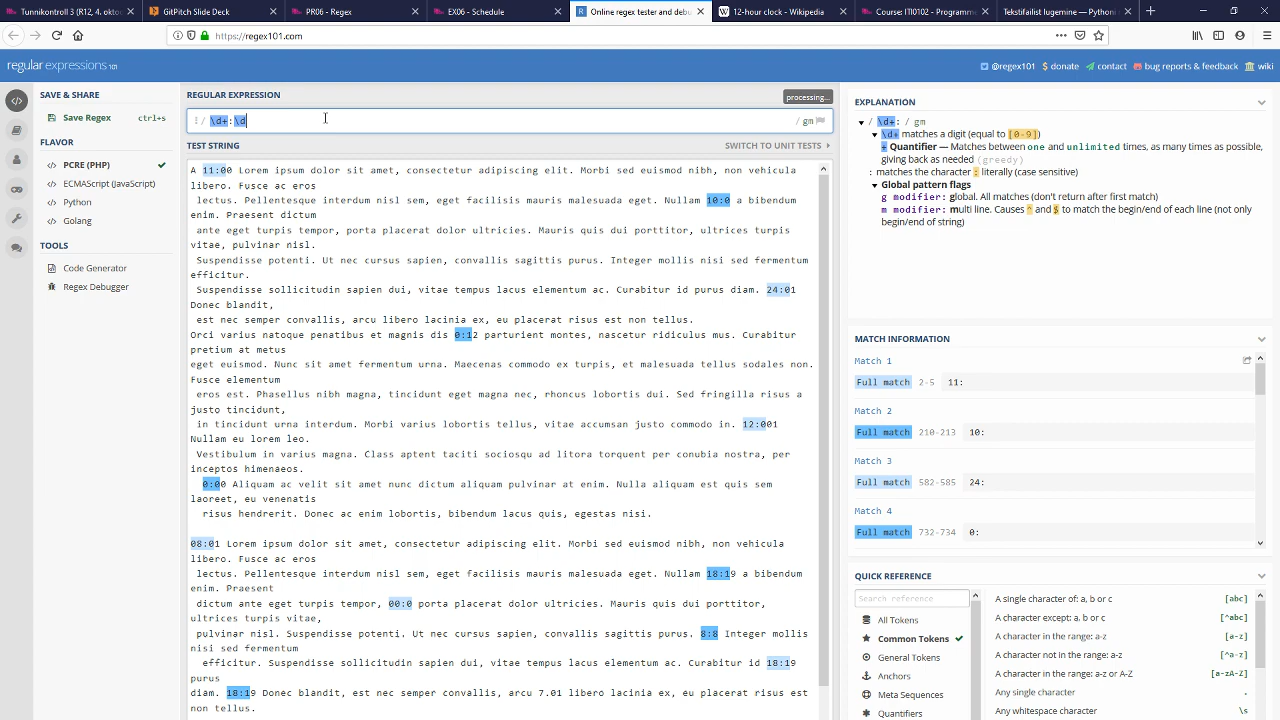 Tunnikontroll 3 (R12, 4. okto
GitPitch Slide Deck
PR06 - Regex
EX06 - Schedule
Online regex tester and debu
12-hour clock - Wikipedia
Course: ITI0102 - Programme
Tekstifailist lugemine — Python
https://regex101.com
regular expressions 101
@regex101 donate contact bug reports & feedback wiki
SAVE & SHARE
Save Regex ctrl+s
FLAVOR
PCRE (PHP)
ECMAScript (JavaScript)
Python
Golang
TOOLS
Code Generator
Regex Debugger
REGULAR EXPRESSION
processing...
/ \d+:\d / gm
TEST STRING SWITCH TO UNIT TESTS
A 11:00 Lorem ipsum dolor sit amet, consectetur adipiscing elit. Morbi sed euismod nibh, non vehicula
libero. Fusce ac eros
lectus. Pellentesque interdum nisl sem, eget facilisis mauris malesuada eget. Nullam 10:0 a bibendum
enim. Praesent dictum
ante eget turpis tempor, porta placerat dolor ultricies. Mauris quis dui porttitor, ultrices turpis
vitae, pulvinar nisl.
Suspendisse potenti. Ut nec cursus sapien, convallis sagittis purus. Integer mollis nisi sed fermentum
efficitur.
Suspendisse sollicitudin sapien dui, vitae tempus lacus elementum ac. Curabitur id purus diam. 24:01
Donec blandit,
est nec semper convallis, arcu libero lacinia ex, eu placerat risus est non tellus.
Orci varius natoque penatibus et magnis dis 0:12 parturient montes, nascetur ridiculus mus. Curabitur
pretium at metus
eget euismod. Nunc sit amet fermentum urna. Maecenas commodo ex turpis, et malesuada tellus sodales non.
Fusce elementum
eros est. Phasellus nibh magna, tincidunt eget magna nec, rhoncus lobortis dui. Sed fringilla risus a
justo tincidunt,
in tincidunt urna interdum. Morbi varius lobortis tellus, vitae accumsan justo commodo in. 12:001
Nullam eu lorem leo.
Vestibulum in varius magna. Class aptent taciti sociosqu ad litora torquent per conubia nostra, per
inceptos himenaeos.
0:00 Aliquam ac velit sit amet nunc dictum aliquam pulvinar at enim. Nulla aliquam est quis sem
laoreet, eu venenatis
risus hendrerit. Donec ac enim lobortis, bibendum lacus quis, egestas nisi.
08:01 Lorem ipsum dolor sit amet, consectetur adipiscing elit. Morbi sed euismod nibh, non vehicula
libero. Fusce ac eros
lectus. Pellentesque interdum nisl sem, eget facilisis mauris malesuada eget. Nullam 18:19 a bibendum
enim. Praesent
dictum ante eget turpis tempor, 00:0 porta placerat dolor ultricies. Mauris quis dui porttitor,
ultrices turpis vitae,
pulvinar nisl. Suspendisse potenti. Ut nec cursus sapien, convallis sagittis purus. 8:8 Integer mollis
nisi sed fermentum
efficitur. Suspendisse sollicitudin sapien dui, vitae tempus lacus elementum ac. Curabitur id 18:19
purus
diam. 18:19 Donec blandit, est nec semper convallis, arcu 7.01 libero lacinia ex, eu placerat risus est
non tellus.
EXPLANATION
/ \d+: / gm
\d+ matches a digit (equal to [0-9])
+ Quantifier — Matches between one and unlimited times, as many times as possible,
giving back as needed (greedy)
: matches the character : literally (case sensitive)
Global pattern flags
g modifier: global. All matches (don't return after first match)
m modifier: multi line. Causes ^ and $ to match the begin/end of each line (not only
begin/end of string)
MATCH INFORMATION
Match 1
Full match 2-5 11:
Match 2
Full match 210-213 10:
Match 3
Full match 582-585 24:
Match 4
Full match 732-734 0:
QUICK REFERENCE
Search reference
All Tokens
Common Tokens
General Tokens
Anchors
Meta Sequences
Quantifiers
A single character of: a, b or c [abc]
A character except: a, b or c [^abc]
A character in the range: a-z [a-z]
A character not in the range: a-z [^a-z]
A character in the range: a-z or A-Z [a-zA-Z]
Any single character .
Any whitespace character \s